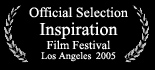 Official Selection
Inspiration
Film Festival
Los Angeles 2005